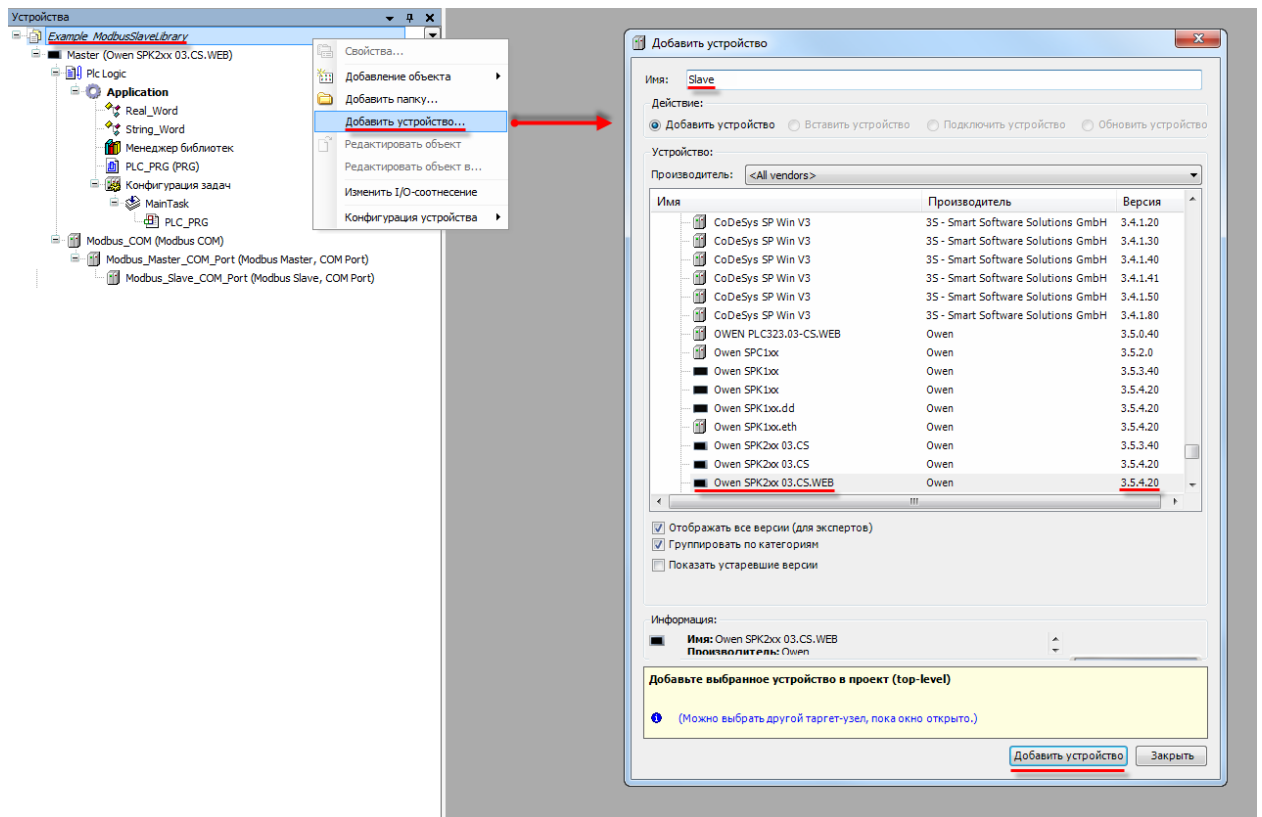 Устройства
Example_ModbusSlaveLibrary
Master (Owen SPK2xx 03.CS.WEB)
Plc Logic
Application
Real_Word
String_Word
Менеджер библиотек
PLC_PRG (PRG)
Конфигурация задач
MainTask
PLC_PRG
Modbus_COM (Modbus COM)
Modbus_Master_COM_Port (Modbus Master, COM Port)
Modbus_Slave_COM_Port (Modbus Slave, COM Port)
Свойства...
Добавление объекта
Добавить папку...
Добавить устройство...
Редактировать объект
Редактировать объект в...
Изменить I/O-соотнесение
Конфигурация устройства
Добавить устройство
Имя: Slave
Действие:
Добавить устройство Вставить устройство Подключить устройство Обновить устройство
Устройство:
Производитель: <All vendors>
Имя Производитель Версия
CoDeSys SP Win V3 3S - Smart Software Solutions GmbH 3.4.1.20
CoDeSys SP Win V3 3S - Smart Software Solutions GmbH 3.4.1.30
CoDeSys SP Win V3 3S - Smart Software Solutions GmbH 3.4.1.40
CoDeSys SP Win V3 3S - Smart Software Solutions GmbH 3.4.1.41
CoDeSys SP Win V3 3S - Smart Software Solutions GmbH 3.4.1.50
CoDeSys SP Win V3 3S - Smart Software Solutions GmbH 3.4.1.80
OWEN PLC323.03-CS.WEB Owen 3.5.0.40
Owen SPC1xx Owen 3.5.2.0
Owen SPK1xx Owen 3.5.3.40
Owen SPK1xx Owen 3.5.4.20
Owen SPK1xx.dd Owen 3.5.4.20
Owen SPK1xx.eth Owen 3.5.4.20
Owen SPK2xx 03.CS Owen 3.5.3.40
Owen SPK2xx 03.CS Owen 3.5.4.20
Owen SPK2xx 03.CS.WEB Owen 3.5.4.20
Отображать все версии (для экспертов)
Группировать по категориям
Показать устаревшие версии
Информация:
Имя: Owen SPK2xx 03.CS.WEB
Производитель: Owen
Добавьте выбранное устройство в проект (top-level)
(Можно выбрать другой таргет-узел, пока окно открыто.)
Добавить устройство Закрыть